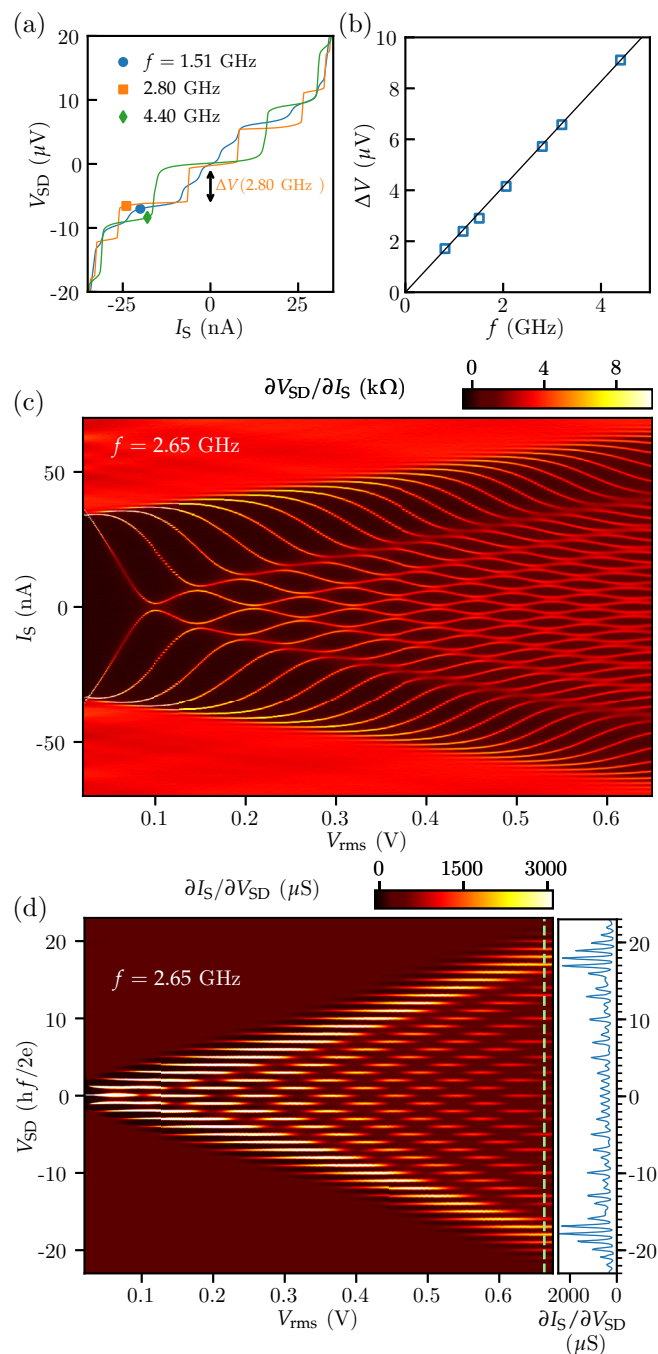 (a)
20
10
0
-10
-20
V_SD (μV)
f = 1.51 GHz
2.80 GHz
4.40 GHz
ΔV(2.80 GHz )
-25
0
25
I_S (nA)
(b)
10
8
6
4
2
0
ΔV (μV)
0
2
4
f (GHz)
(c)
∂V_SD/∂I_S (kΩ)
0
4
8
f = 2.65 GHz
50
0
-50
I_S (nA)
0.1
0.2
0.3
0.4
0.5
0.6
V_rms (V)
(d)
∂I_S/∂V_SD (μS)
0
1500
3000
f = 2.65 GHz
20
10
0
-10
-20
V_SD (hf/2e)
0.1
0.2
0.3
0.4
0.5
0.6
V_rms (V)
20
10
0
-10
-20
2000
0
∂I_S/∂V_SD
(μS)